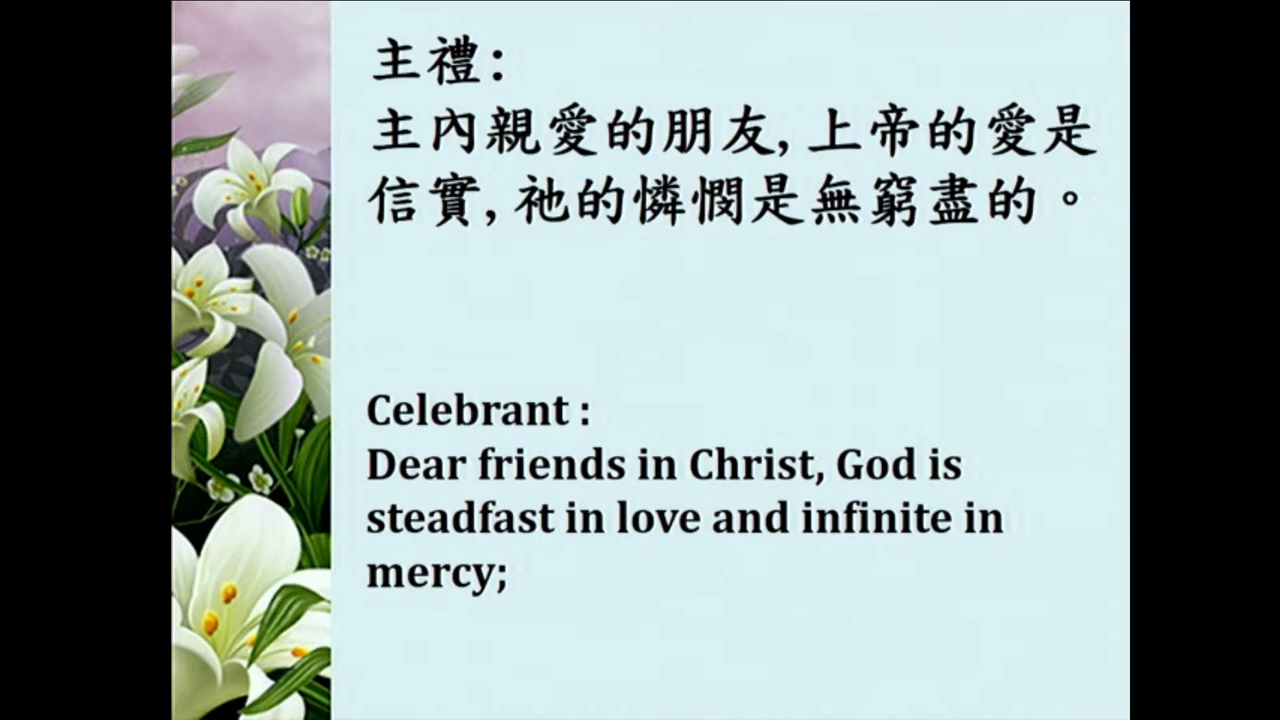 主禮:
主內親愛的朋友,上帝的愛是
信實,祂的憐憫是無窮盡的。
Celebrant :
Dear friends in Christ, God is
steadfast in love and infinite in
mercy;